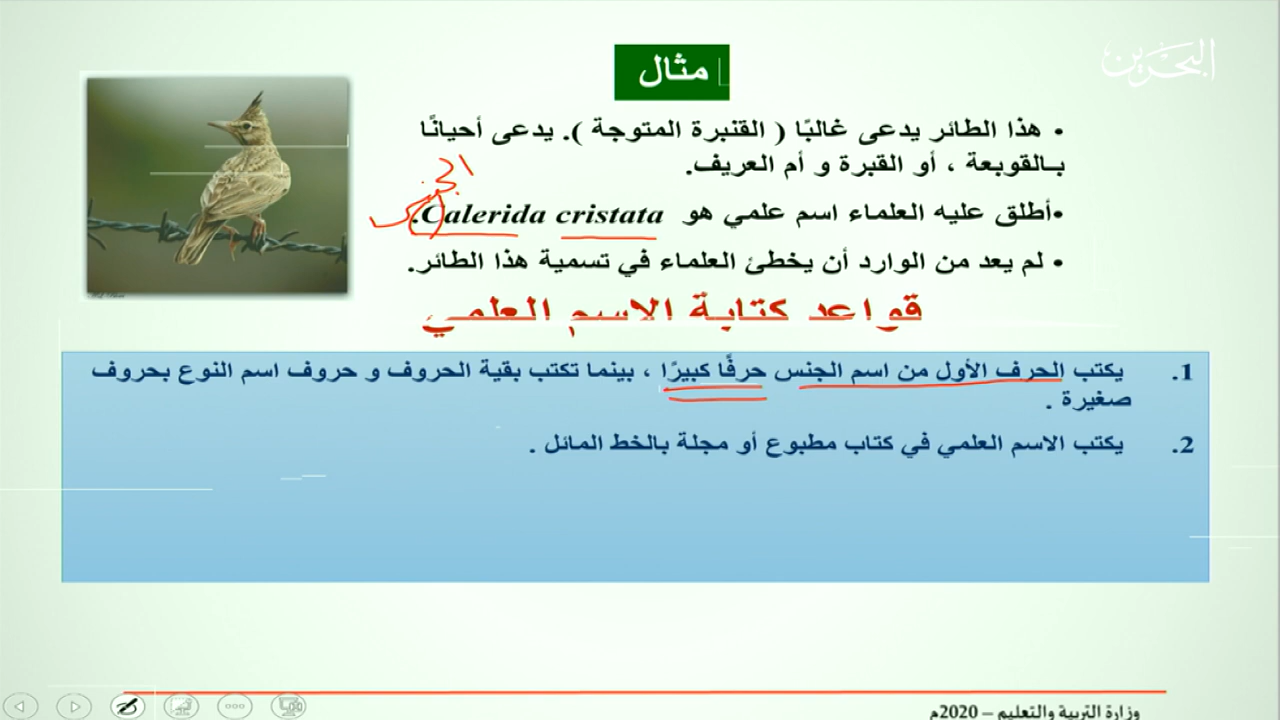 البحرين
مثال
• هذا الطائر يدعى غالبًا ( القنبرة المتوجة ). يدعى أحيانًا
بالقوبعة ، أو القبرة و أم العريف.
•أطلق عليه العلماء اسم علمي هو Calerida cristata.
الجنس
• لم يعد من الوارد أن يخطئ العلماء في تسمية هذا الطائر.
قواعد كتابة الاسم العلمي
1. يكتب الحرف الأول من اسم الجنس حرفًا كبيرًا ، بينما تكتب بقية الحروف و حروف اسم النوع بحروف
صغيرة .
2. يكتب الاسم العلمي في كتاب مطبوع أو مجلة بالخط المائل .
وزارة التربية والتعليم – 2020م